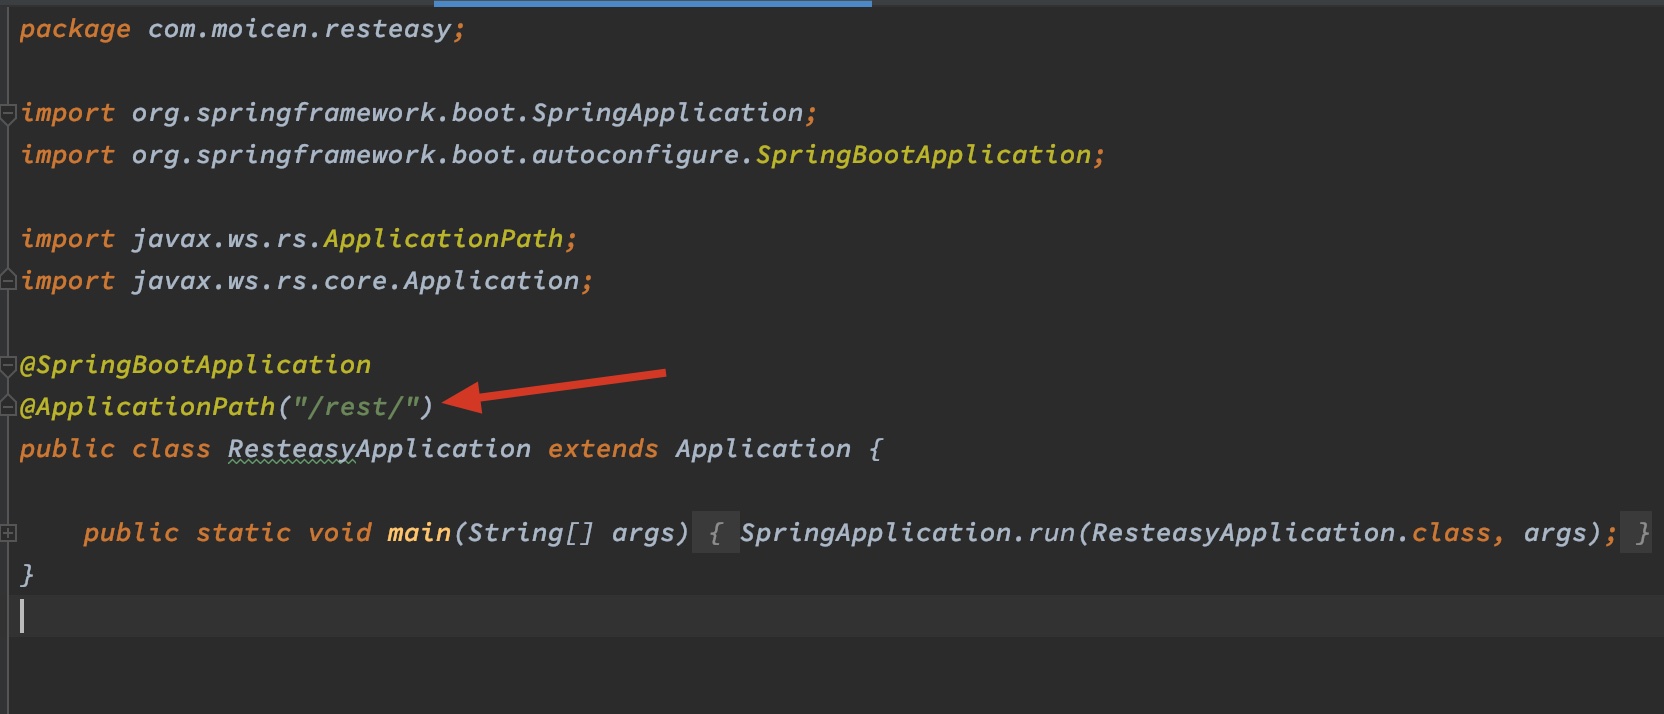 package com.moicen.resteasy;
import org.springframework.boot.SpringApplication;
import org.springframework.boot.autoconfigure.SpringBootApplication;
import javax.ws.rs.ApplicationPath;
import javax.ws.rs.core.Application;
@SpringBootApplication
@ApplicationPath("/rest/")
public class ResteasyApplication extends Application {
public static void main(String[] args) { SpringApplication.run(ResteasyApplication.class, args); }
}